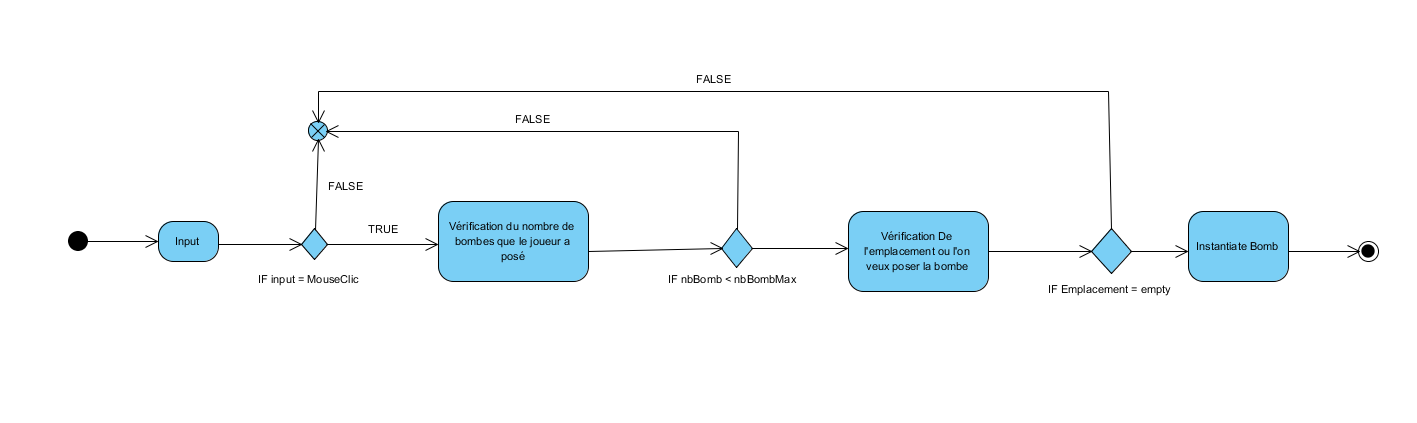 FALSE
FALSE
FALSE
Input
IF input = MouseClic
TRUE
Vérification du nombre de
bombes que le joueur a
posé
IF nbBomb < nbBombMax
Vérification De
l'emplacement ou l'on
veux poser la bombe
IF Emplacement = empty
Instantiate Bomb